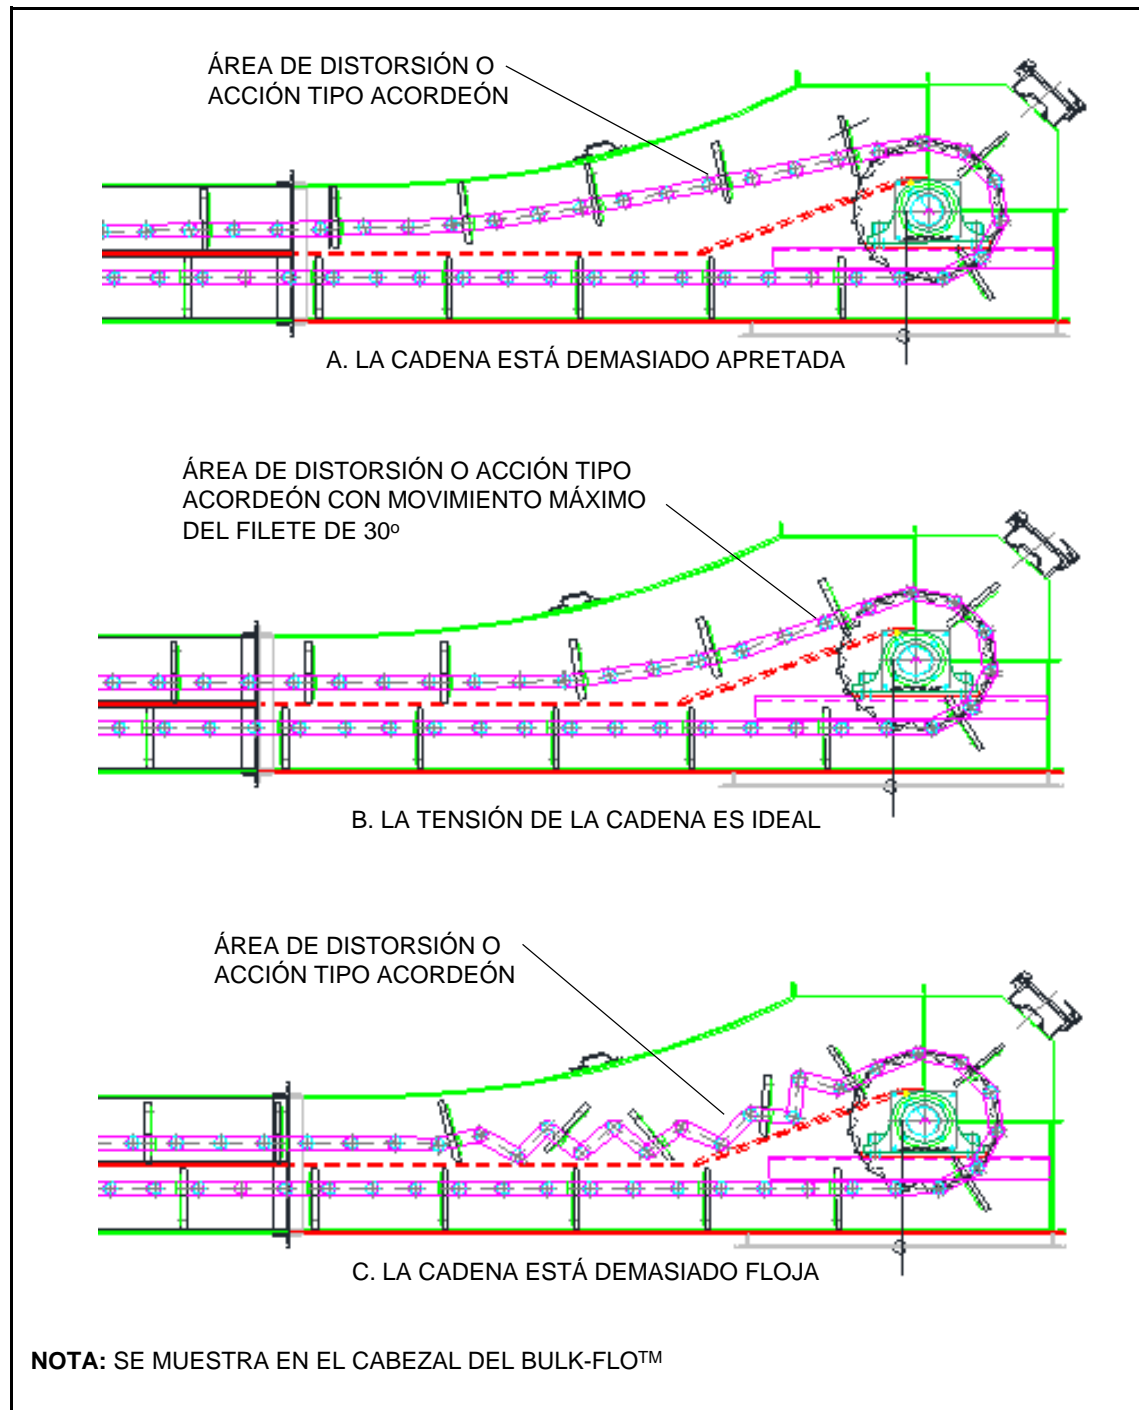 ÁREA DE DISTORSIÓN O
ACCIÓN TIPO ACORDEÓN
A. LA CADENA ESTÁ DEMASIADO APRETADA
ÁREA DE DISTORSIÓN O ACCIÓN TIPO
ACORDEÓN CON MOVIMIENTO MÁXIMO
DEL FILETE DE 30º
B. LA TENSIÓN DE LA CADENA ES IDEAL
ÁREA DE DISTORSIÓN O
ACCIÓN TIPO ACORDEÓN
C. LA CADENA ESTÁ DEMASIADO FLOJA
NOTA: SE MUESTRA EN EL CABEZAL DEL BULK-FLO™